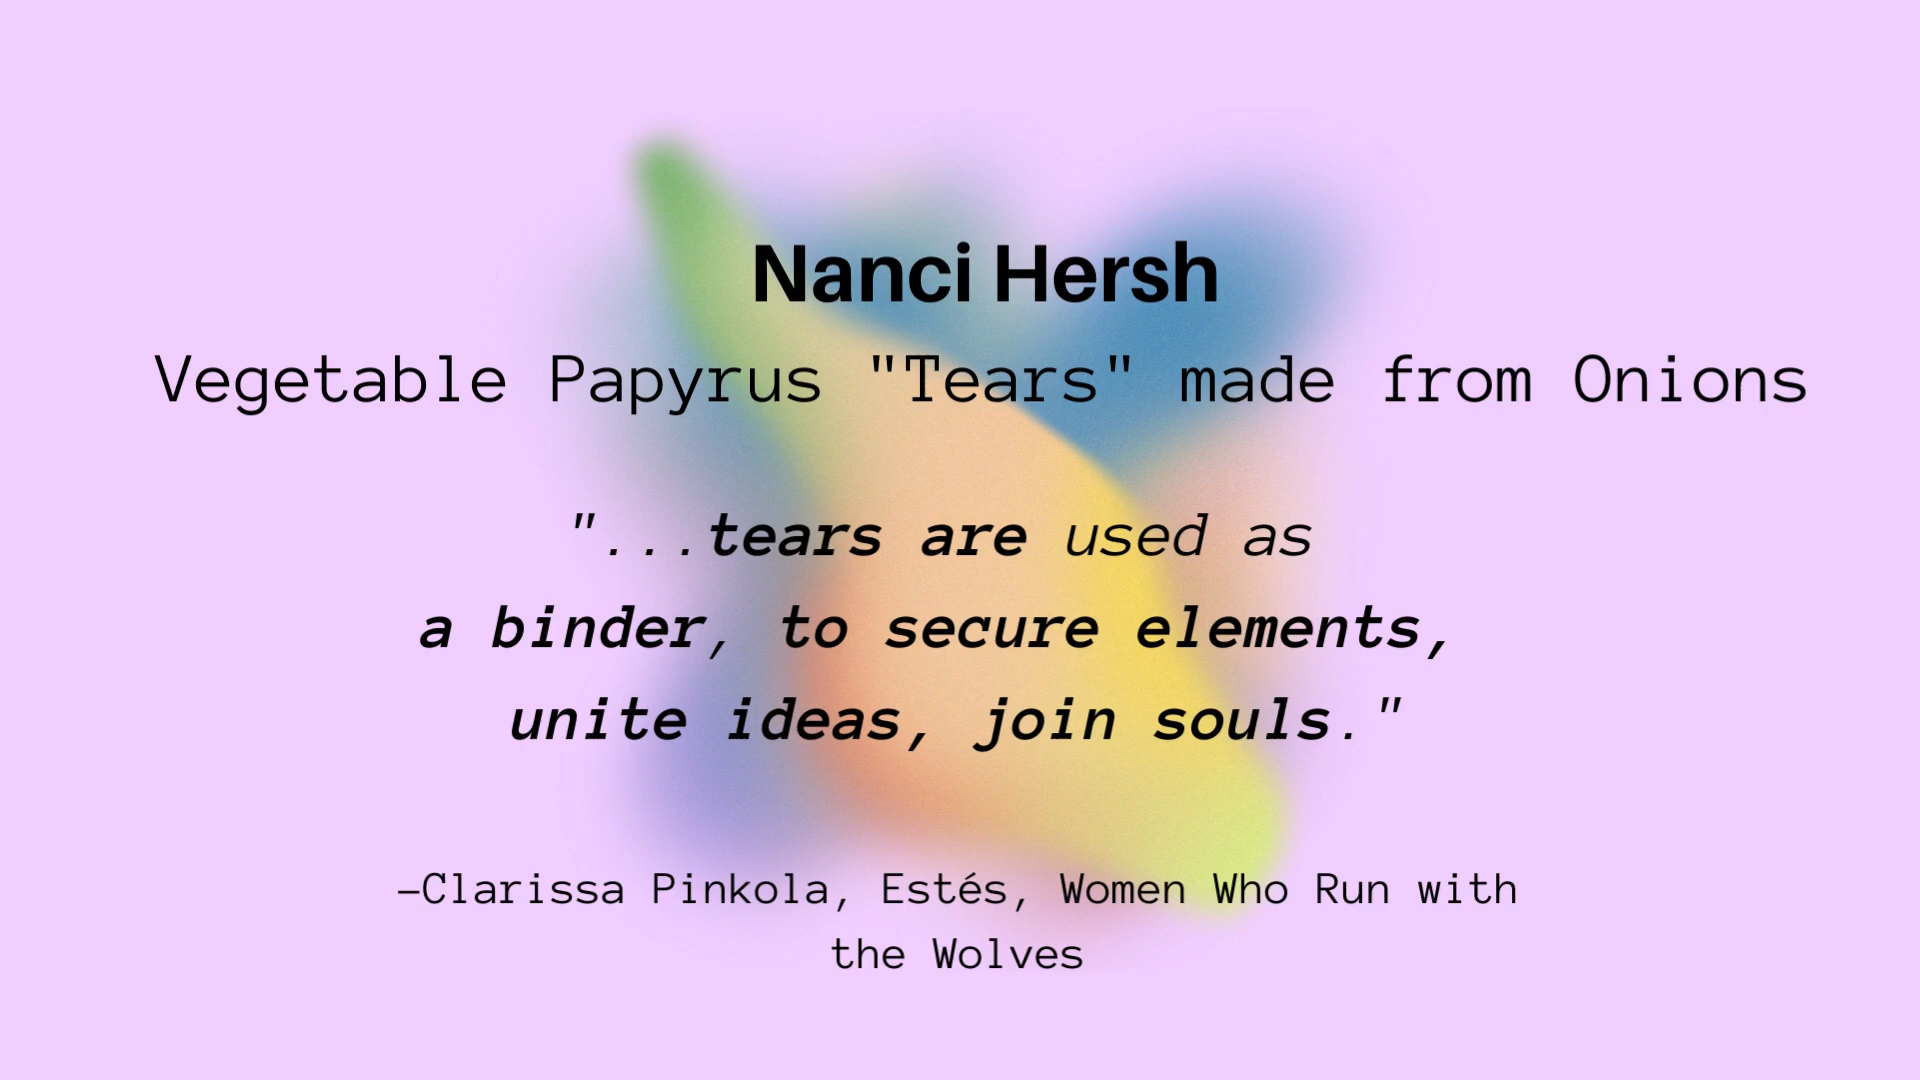 Nanci Hersh
Vegetable Papyrus "Tears" made from Onions
"...tears are used as
a binder, to secure elements,
unite ideas, join souls."
–Clarissa Pinkola, Estés, Women Who Run with
the Wolves